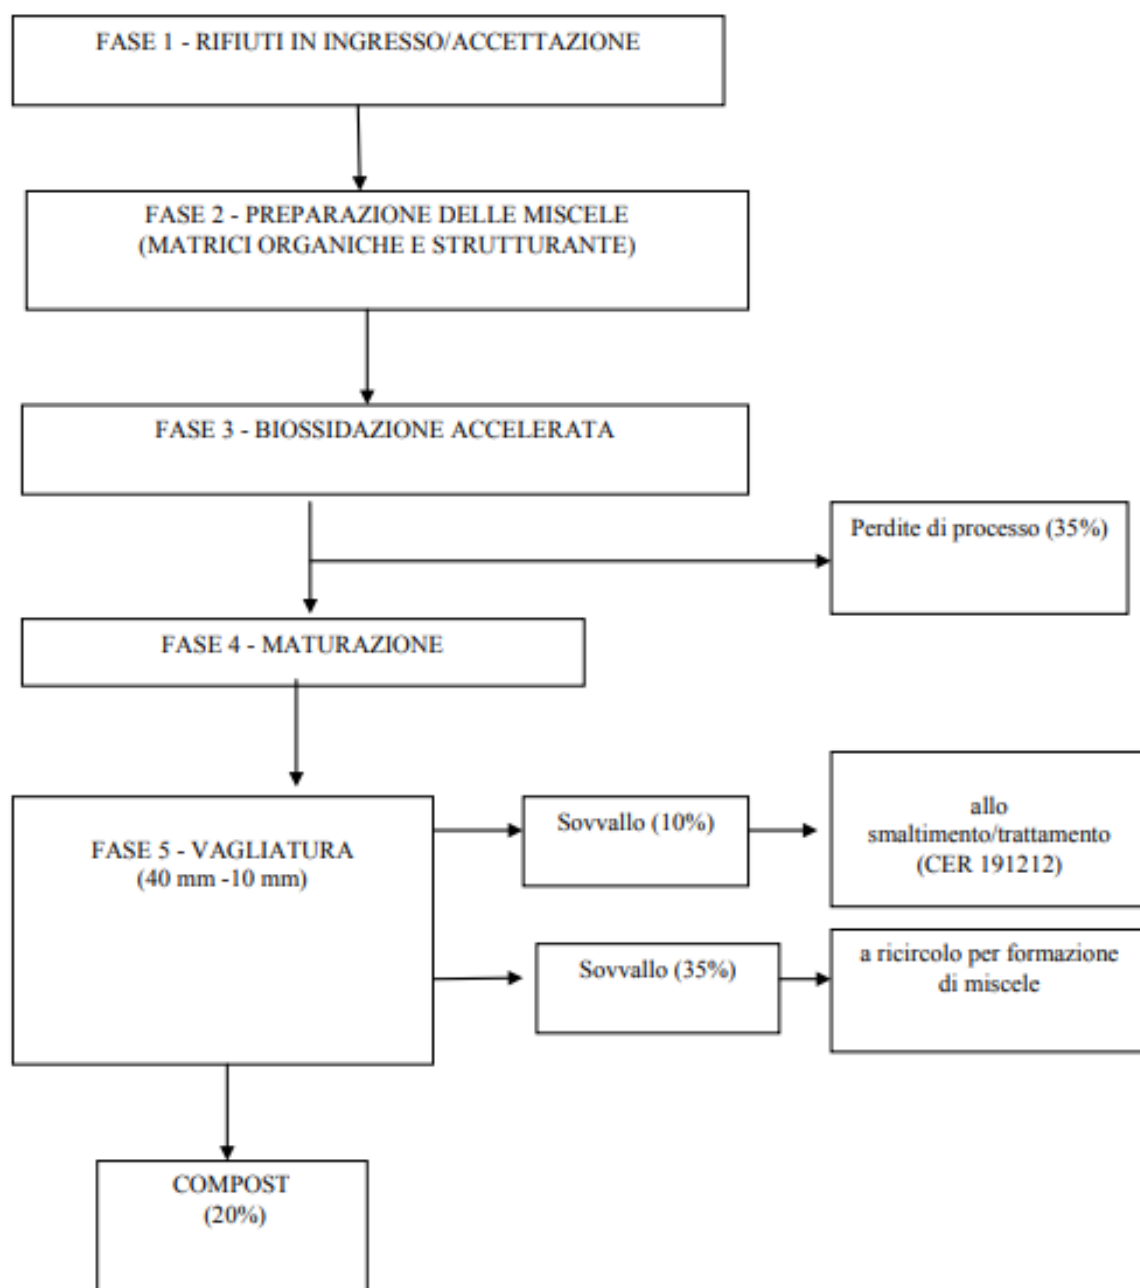 FASE 1 - RIFIUTI IN INGRESSO/ACCETTAZIONE
FASE 2 - PREPARAZIONE DELLE MISCELE
(MATRICI ORGANICHE E STRUTTURANTE)
FASE 3 - BIOSSIDAZIONE ACCELERATA
Perdite di processo (35%)
FASE 4 - MATURAZIONE
FASE 5 - VAGLIATURA
(40 mm -10 mm)
Sovvallo (10%)
allo
smaltimento/trattamento
(CER 191212)
Sovvallo (35%)
a ricircolo per formazione
di miscele
COMPOST
(20%)